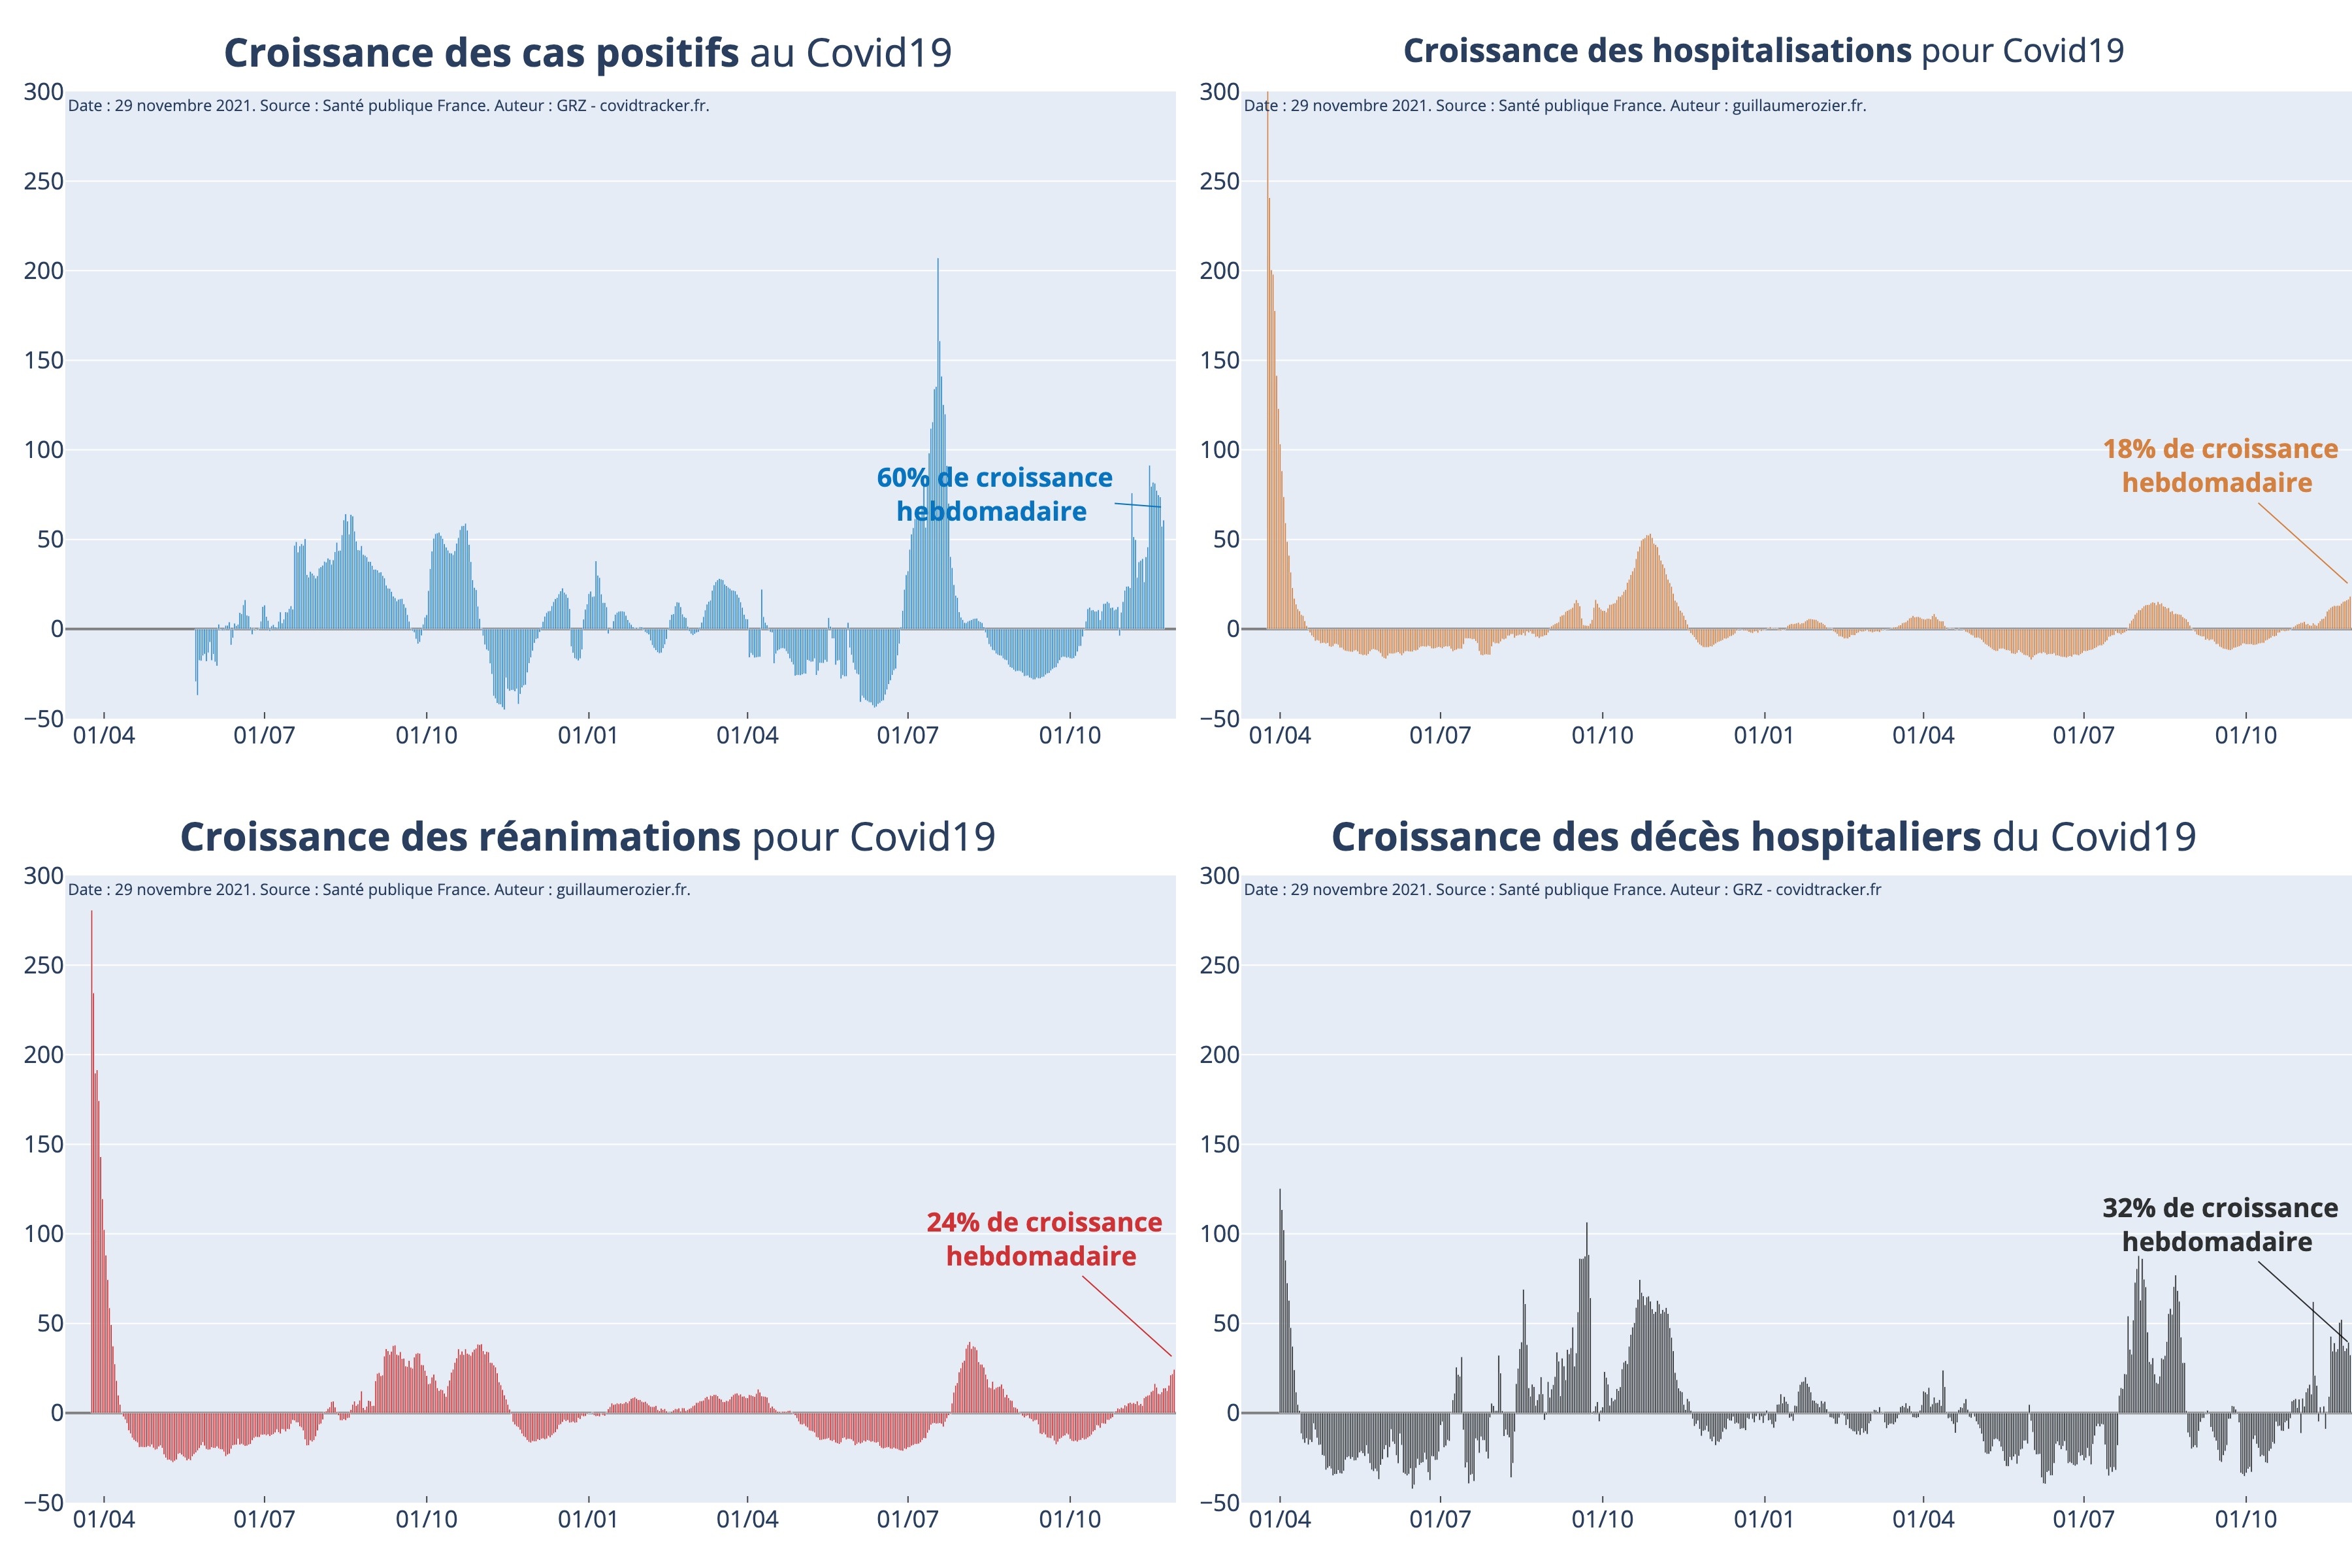 Croissance des cas positifs au Covid19
300
Date : 29 novembre 2021. Source : Santé publique France. Auteur : GRZ - covidtracker.fr.
250
200
150
100
60% de croissance
hebdomadaire
50
0
−50
01/04 01/07 01/10 01/01 01/04 01/07 01/10
Croissance des hospitalisations pour Covid19
300
Date : 29 novembre 2021. Source : Santé publique France. Auteur : guillaumerozier.fr.
250
200
150
100
18% de croissance
hebdomadaire
50
0
−50
01/04 01/07 01/10 01/01 01/04 01/07 01/10
Croissance des réanimations pour Covid19
300
Date : 29 novembre 2021. Source : Santé publique France. Auteur : guillaumerozier.fr.
250
200
150
100
24% de croissance
hebdomadaire
50
0
−50
01/04 01/07 01/10 01/01 01/04 01/07 01/10
Croissance des décès hospitaliers du Covid19
300
Date : 29 novembre 2021. Source : Santé publique France. Auteur : GRZ - covidtracker.fr
250
200
150
100
32% de croissance
hebdomadaire
50
0
−50
01/04 01/07 01/10 01/01 01/04 01/07 01/10